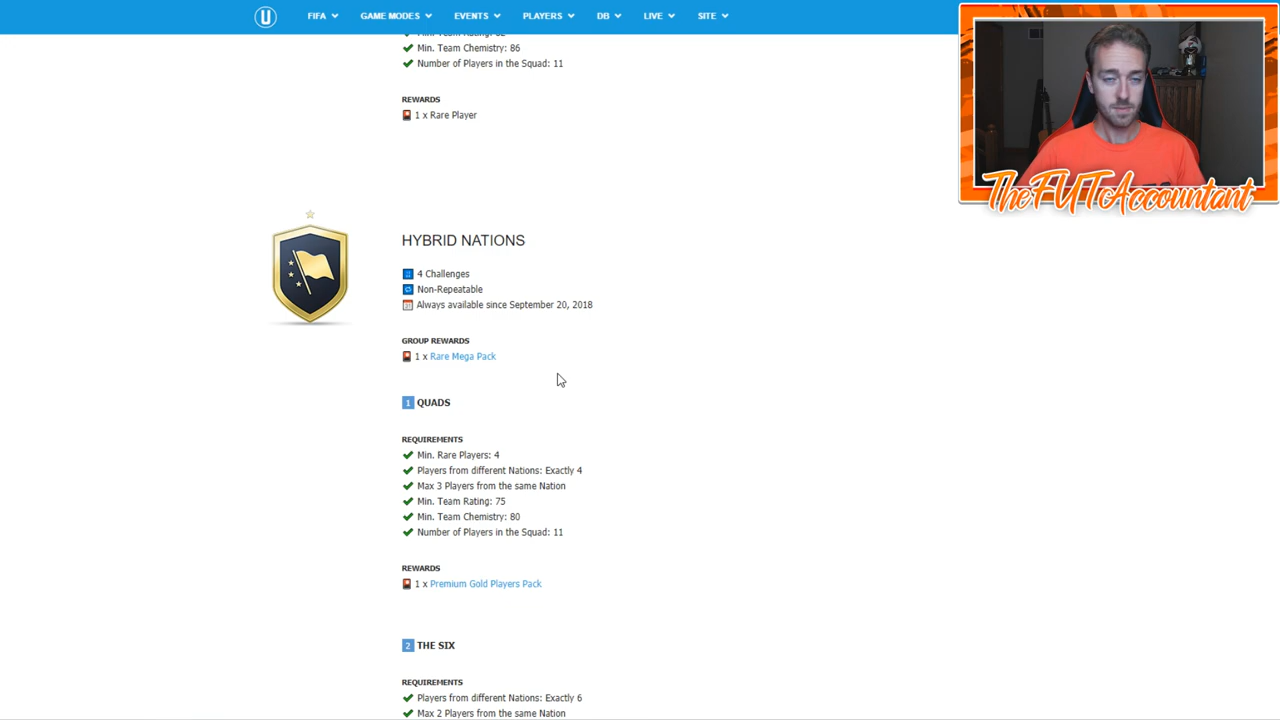 U FIFA GAME MODES EVENTS PLAYERS DB LIVE SITE
Min. Team Chemistry: 86
Number of Players in the Squad: 11
REWARDS
1 x Rare Player
TheFUTAccountant
HYBRID NATIONS
4 Challenges
Non-Repeatable
Always available since September 20, 2018
GROUP REWARDS
1 x Rare Mega Pack
1 QUADS
REQUIREMENTS
Min. Rare Players: 4
Players from different Nations: Exactly 4
Max 3 Players from the same Nation
Min. Team Rating: 75
Min. Team Chemistry: 80
Number of Players in the Squad: 11
REWARDS
1 x Premium Gold Players Pack
2 THE SIX
REQUIREMENTS
Players from different Nations: Exactly 6
Max 2 Players from the same Nation